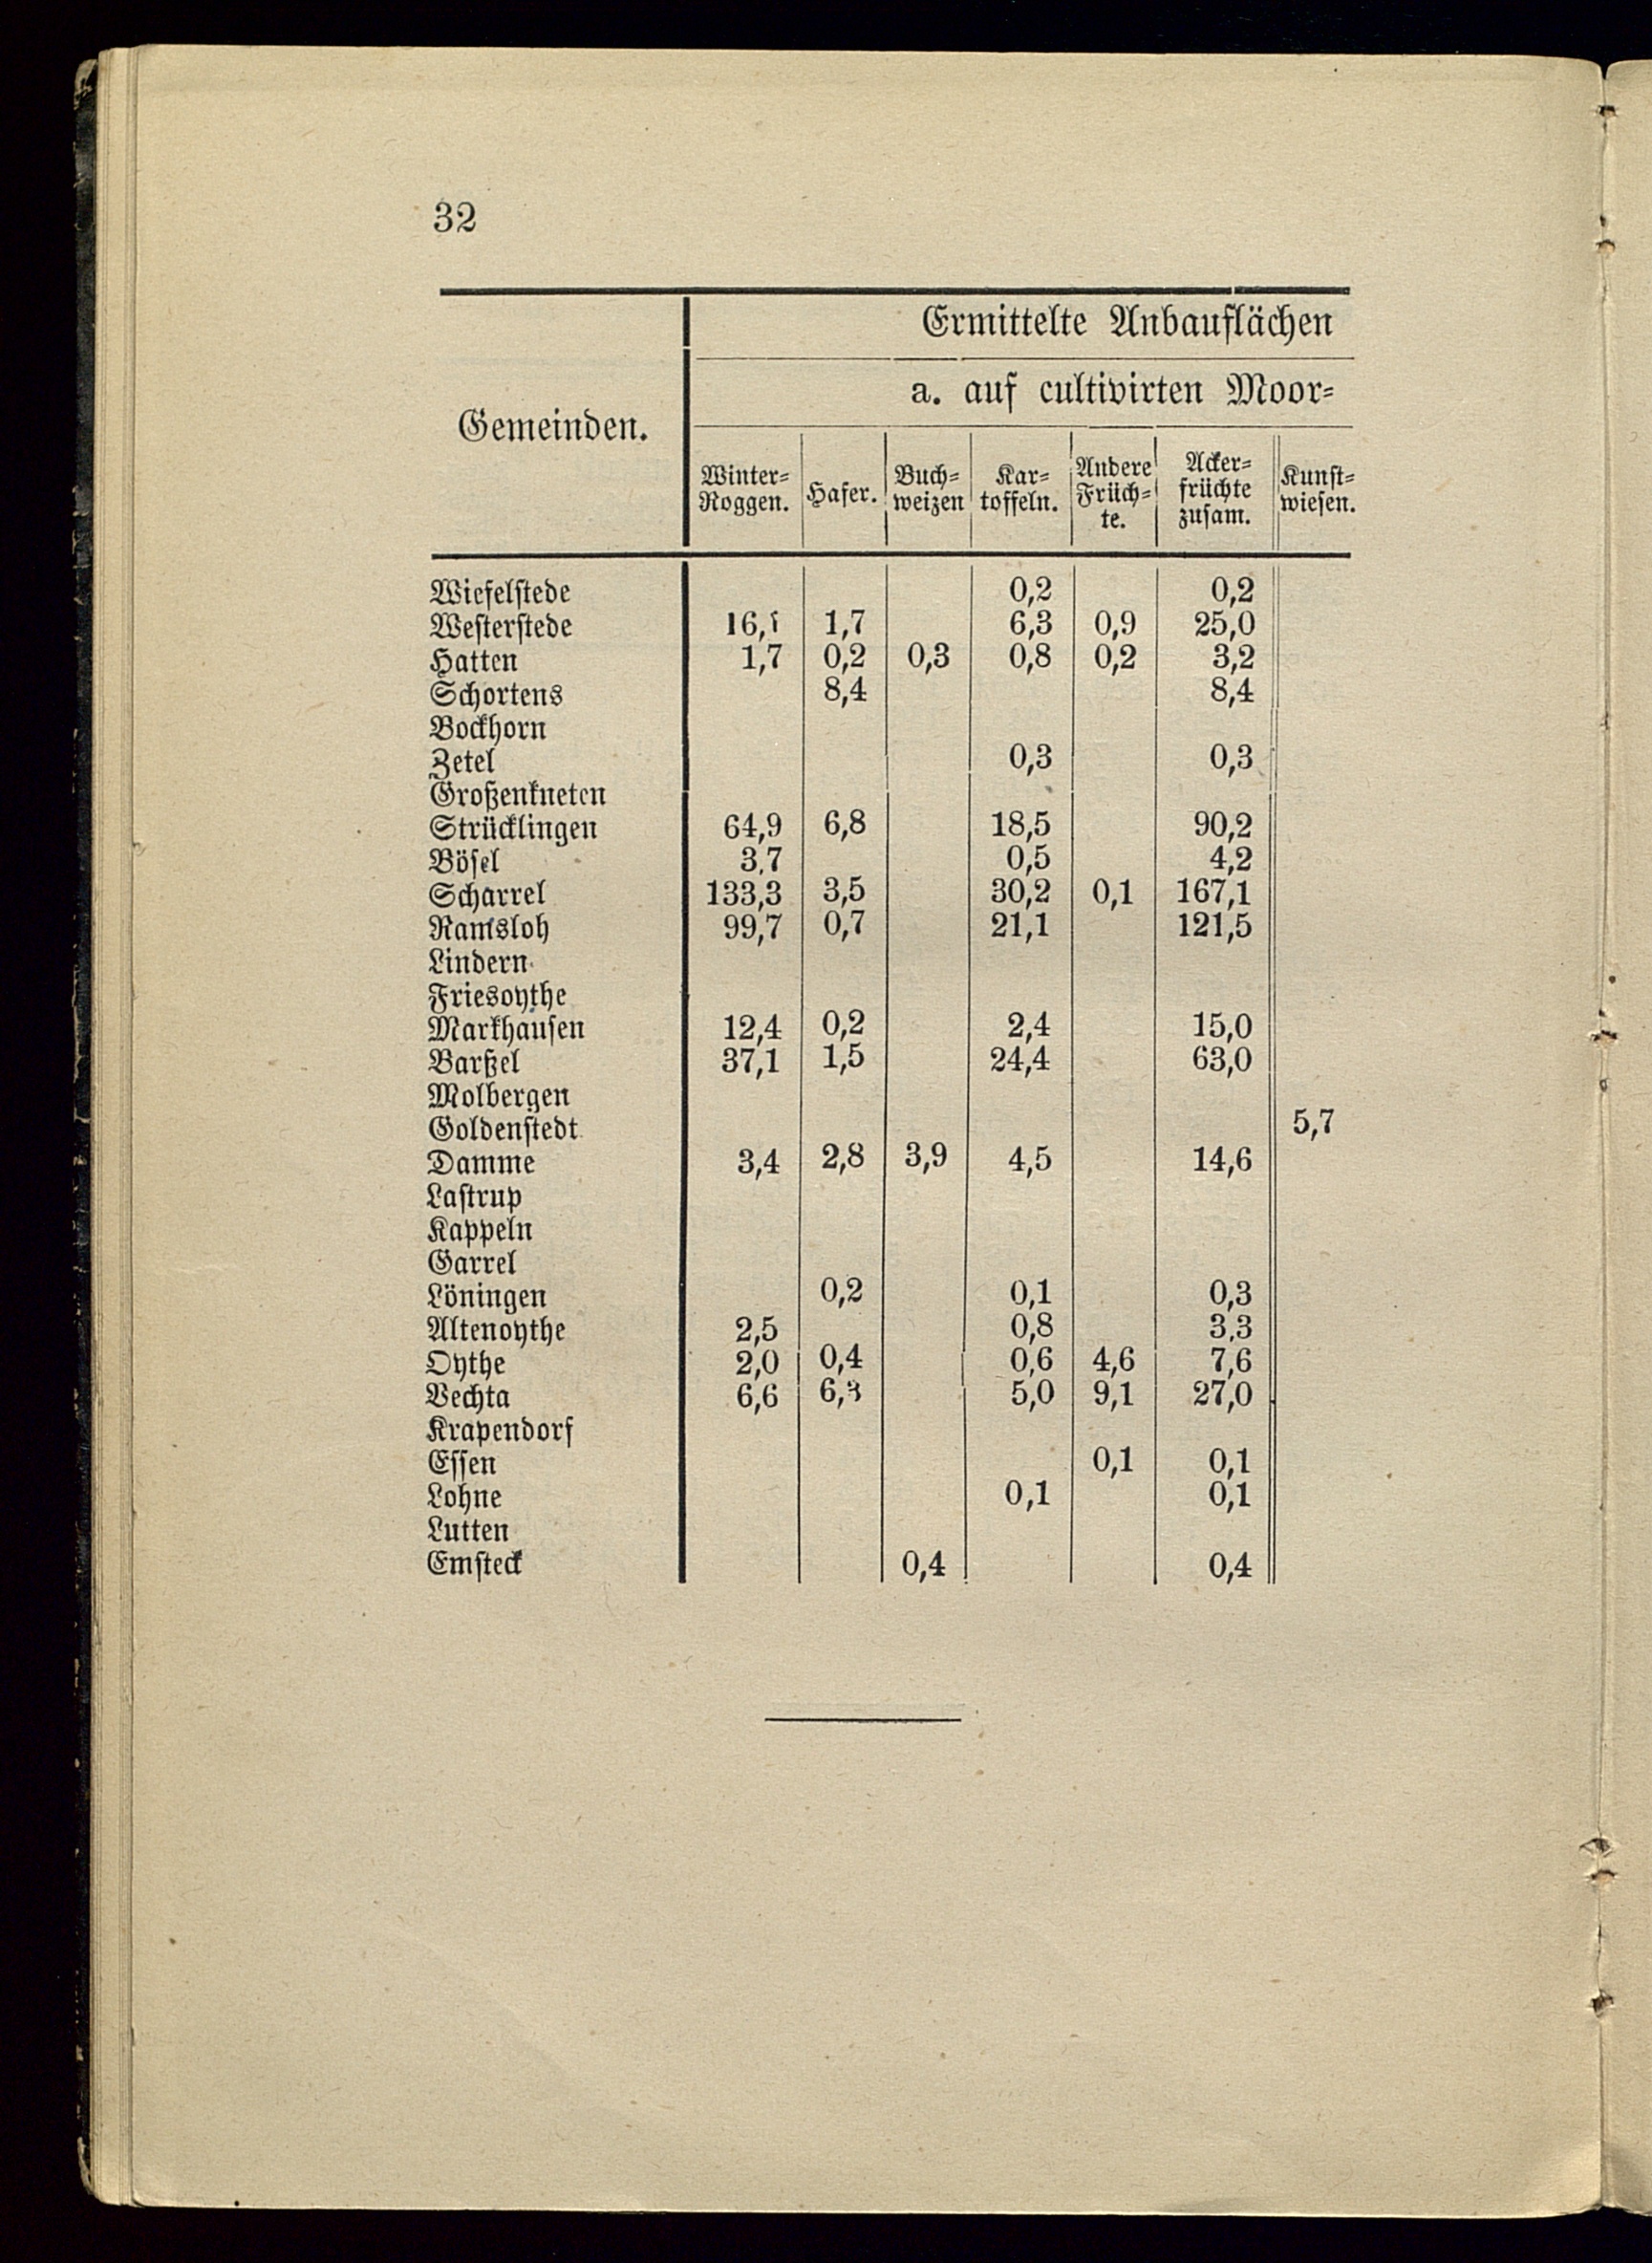 32
Ermittelte Anbauflächen
a. auf cultivirten Moor-
Gemeinden.
Winter-Roggen. Hafer. Buch-weizen Kar-toffeln. Andere Früch-te. Acker-früchte zusam. Kunst-wiesen.
Wiefelstede 0,2 0,2
Westerstede 16,1 1,7 6,3 0,9 25,0
Hatten 1,7 0,2 0,3 0,8 0,2 3,2
Schortens 8,4 8,4
Bockhorn
Zetel 0,3 0,3
Großenkneten
Strücklingen 64,9 6,8 18,5 90,2
Bösel 3,7 0,5 4,2
Scharrel 133,3 3,5 30,2 0,1 167,1
Ramsloh 99,7 0,7 21,1 121,5
Lindern
Friesoythe
Markhausen 12,4 0,2 2,4 15,0
Barßel 37,1 1,5 24,4 63,0
Molbergen
Goldenstedt 5,7
Damme 3,4 2,8 3,9 4,5 14,6
Lastrup
Kappeln
Garrel
Löningen 0,2 0,1 0,3
Altenoythe 2,5 0,8 3,3
Oythe 2,0 0,4 0,6 4,6 7,6
Vechta 6,6 6,3 5,0 9,1 27,0
Krapendorf
Essen 0,1 0,1
Lohne 0,1 0,1
Lutten
Emsteck 0,4 0,4